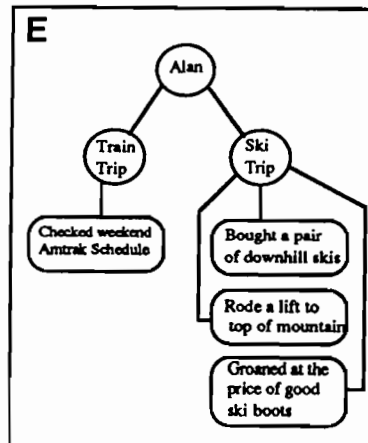 E
Alan
Train
Trip
Ski
Trip
Checked weekend
Amtrak Schedule
Bought a pair
of downhill skis
Rode a lift to
top of mountain
Groaned at the
price of good
ski boots